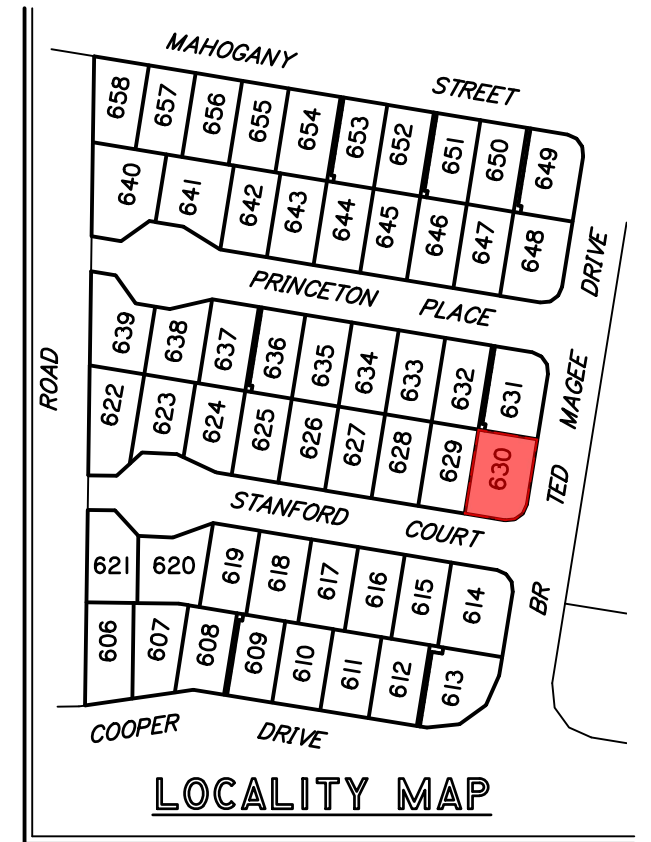 MAHOGANY STREET
658 657 656 655 654 653 652 651 650 649
640 641 642 643 644 645 646 647 648
DRIVE
PRINCETON PLACE
639 638 637 636 635 634 633 632 631
MAGEE
ROAD
622 623 624 625 626 627 628 629 630
TED
STANFORD COURT
621 620 619 618 617 616 615 614
BR
606 607 608 609 610 611 612 613
COOPER DRIVE
LOCALITY MAP